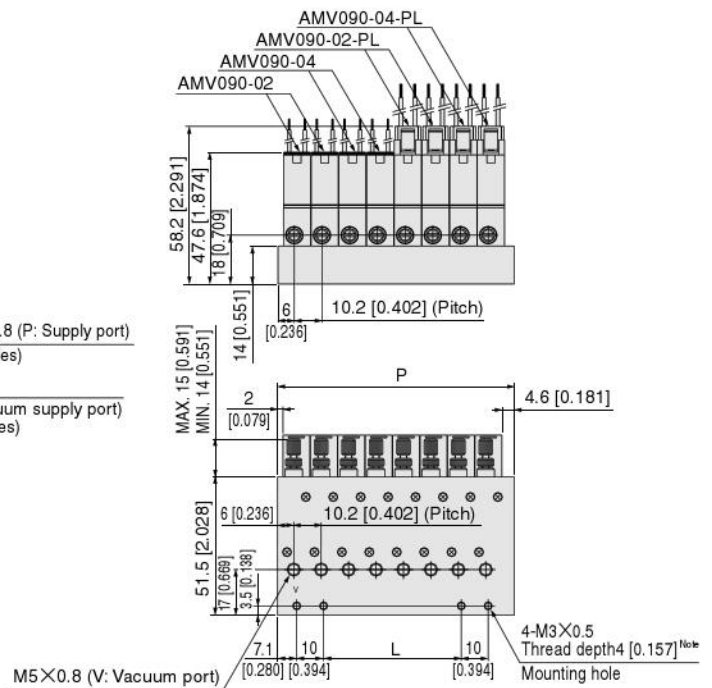 AMV090-04-PL
AMV090-02-PL
AMV090-04
AMV090-02
58.2 [2.291]
47.6 [1.874]
18 [0.709]
14 [0.551]
6
[0.236]
10.2 [0.402] (Pitch)
.8 (P: Supply port)
es)
uum supply port)
es)
MAX. 15 [0.591]
MIN. 14 [0.551]
P
2
[0.079]
4.6 [0.181]
51.5 [2.028]
6 [0.236]
10.2 [0.402] (Pitch)
17 [0.669]
3.5 [0.138]
V
7.1
[0.280]
10
[0.394]
L
10
[0.394]
4-M3×0.5
Thread depth4 [0.157] Note
Mounting hole
M5×0.8 (V: Vacuum port)